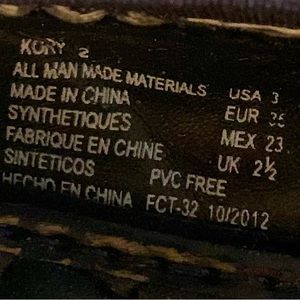 KORY 2
ALL MAN MADE MATERIALS USA 3
MADE IN CHINA EUR 35
SYNTHETIQUES MEX 23
FABRIQUE EN CHINE UK 2½
SINTETICOS PVC FREE
HECHO EN CHINA FCT-32 10/2012